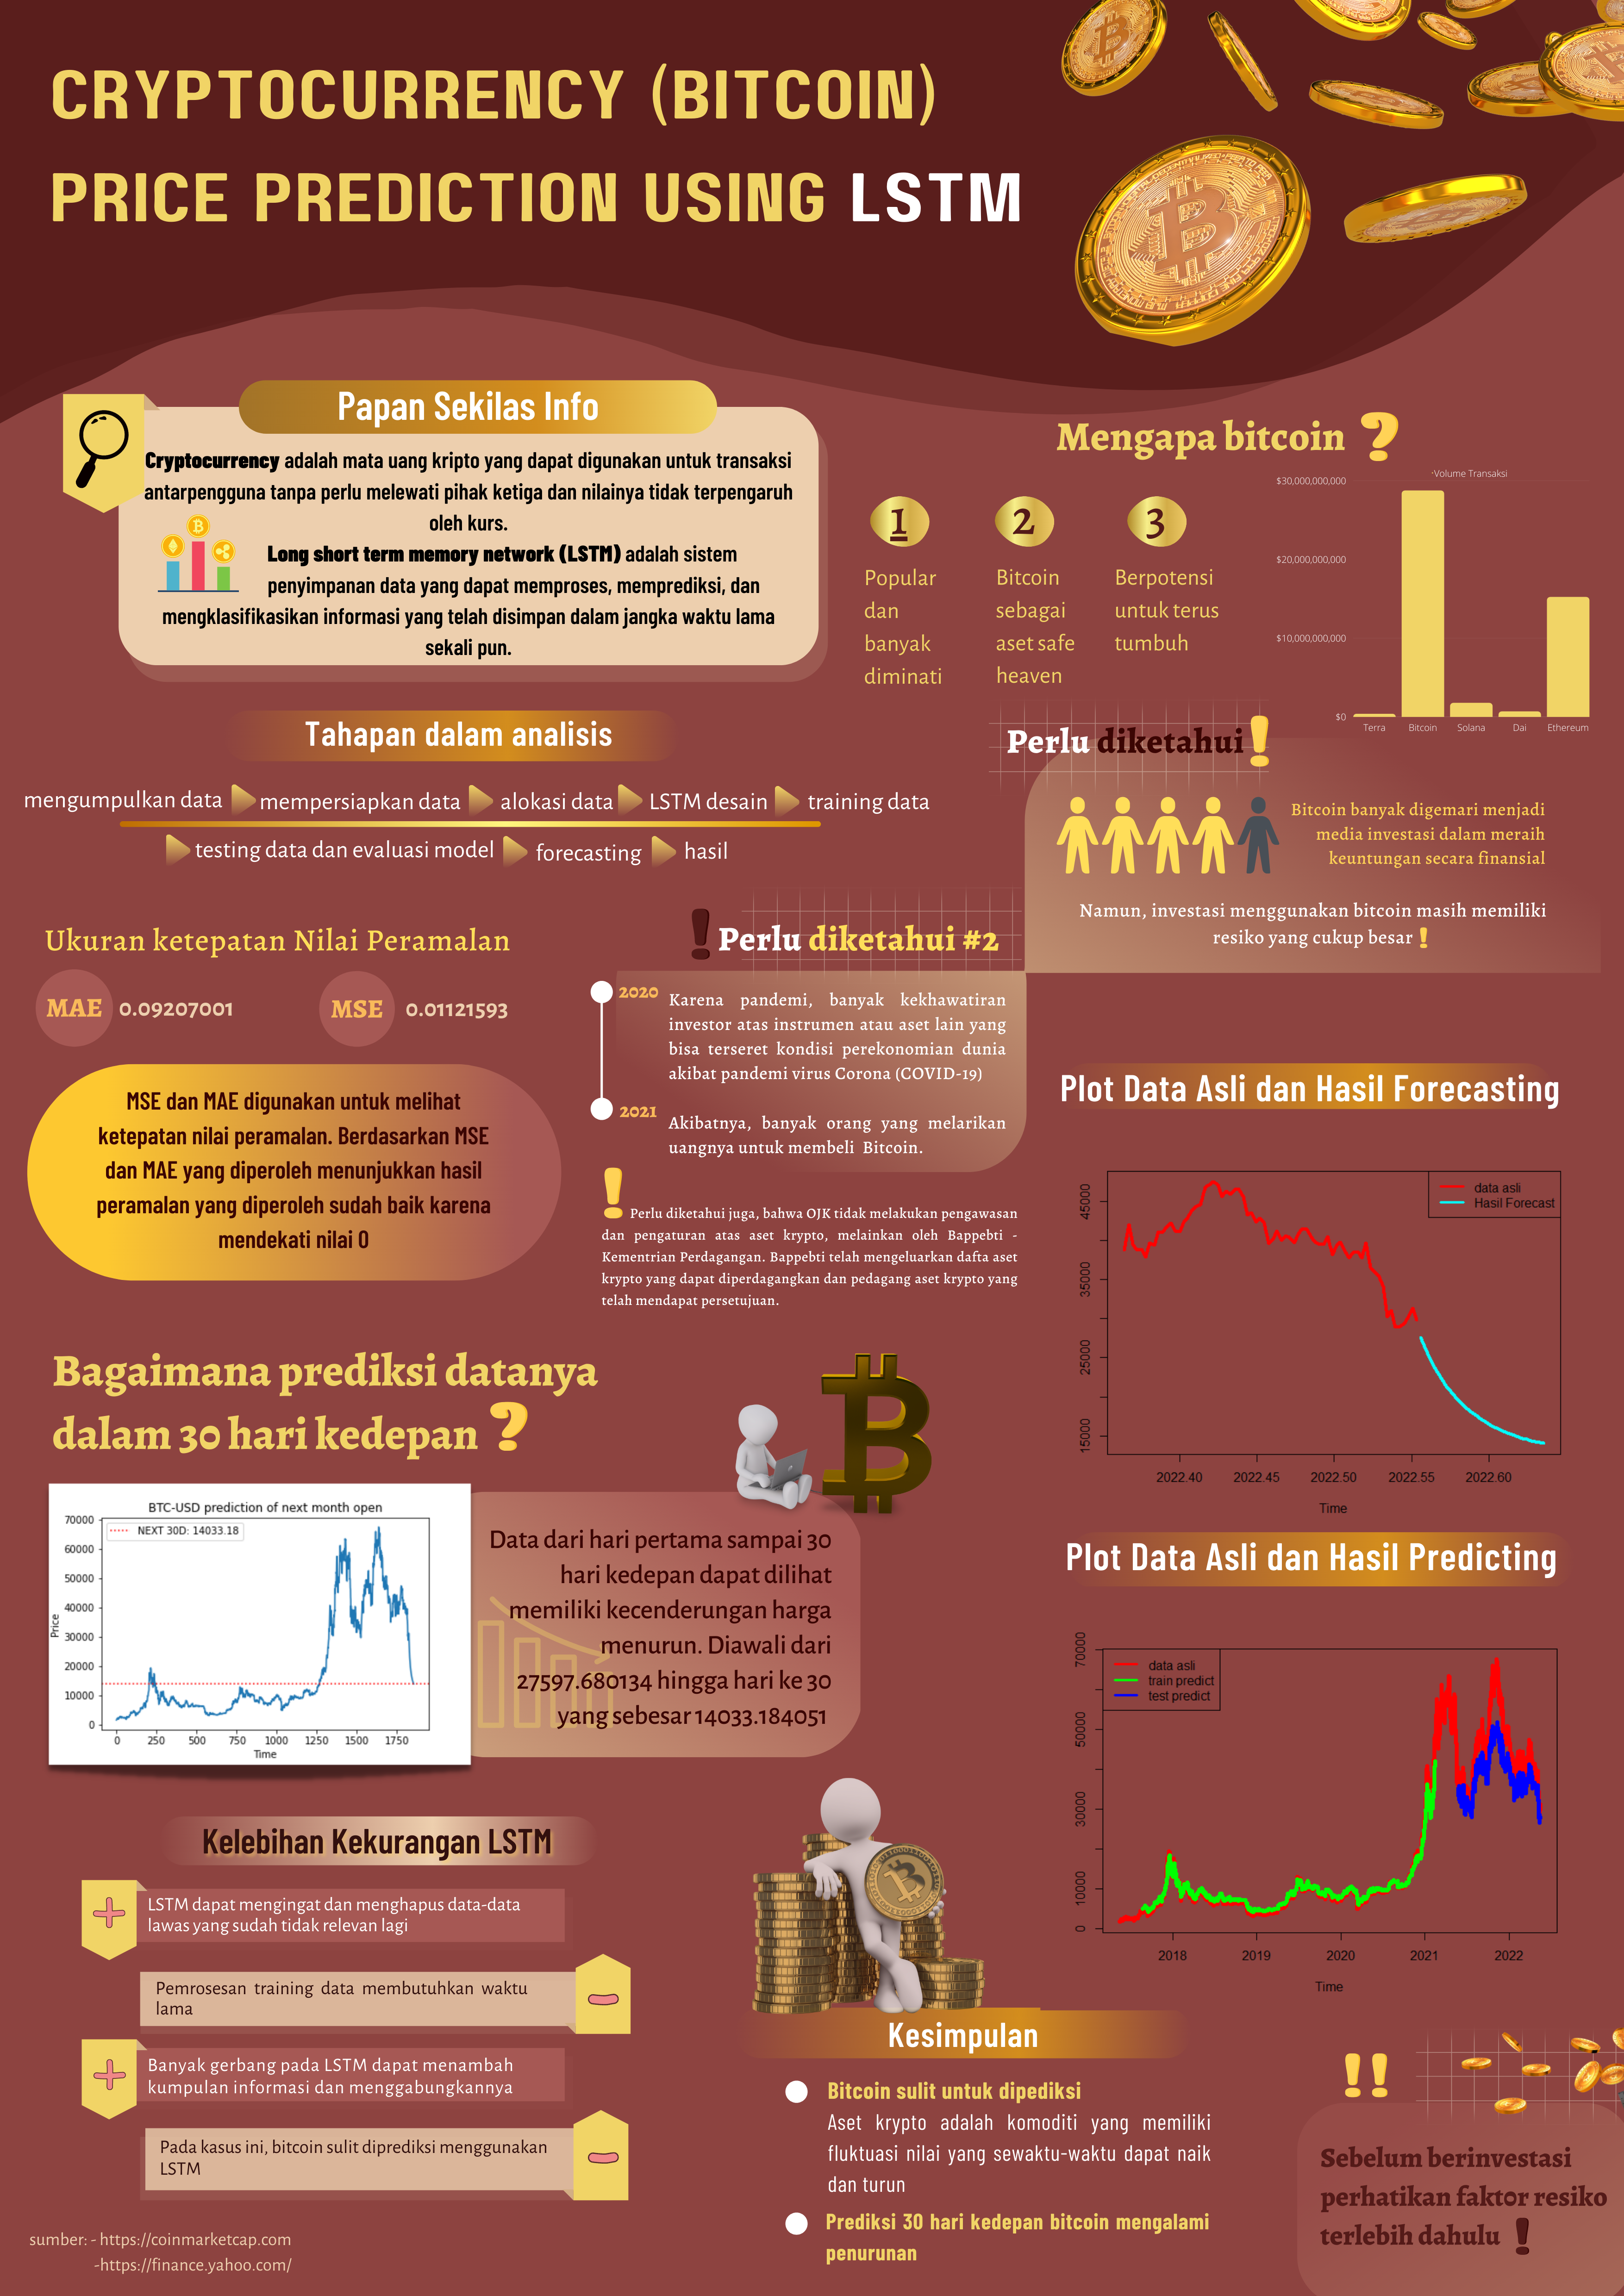 CRYPTOCURRENCY (BITCOIN)
PRICE PREDICTION USING LSTM
Papan Sekilas Info
Cryptocurrency adalah mata uang kripto yang dapat digunakan untuk transaksi
antarpengguna tanpa perlu melewati pihak ketiga dan nilainya tidak terpengaruh
oleh kurs.
Long short term memory network (LSTM) adalah sistem
penyimpanan data yang dapat memproses, memprediksi, dan
mengklasifikasikan informasi yang telah disimpan dalam jangka waktu lama
sekali pun.
Mengapa bitcoin ?
1
Popular
dan
banyak
diminati
2
Bitcoin
sebagai
aset safe
heaven
3
Berpotensi
untuk terus
tumbuh
·Volume Transaksi
$30,000,000,000
$20,000,000,000
$10,000,000,000
$0
Terra Bitcoin Solana Dai Ethereum
Tahapan dalam analisis
mengumpulkan data mempersiapkan data alokasi data LSTM desain training data
testing data dan evaluasi model forecasting hasil
Perlu diketahui !
Bitcoin banyak digemari menjadi
media investasi dalam meraih
keuntungan secara finansial
Namun, investasi menggunakan bitcoin masih memiliki
resiko yang cukup besar !
Ukuran ketepatan Nilai Peramalan
MAE 0.09207001 MSE 0.01121593
MSE dan MAE digunakan untuk melihat
ketepatan nilai peramalan. Berdasarkan MSE
dan MAE yang diperoleh menunjukkan hasil
peramalan yang diperoleh sudah baik karena
mendekati nilai 0
! Perlu diketahui #2
2020
Karena pandemi, banyak kekhawatiran
investor atas instrumen atau aset lain yang
bisa terseret kondisi perekonomian dunia
akibat pandemi virus Corona (COVID-19)
2021
Akibatnya, banyak orang yang melarikan
uangnya untuk membeli Bitcoin.
! Perlu diketahui juga, bahwa OJK tidak melakukan pengawasan
dan pengaturan atas aset krypto, melainkan oleh Bappebti -
Kementrian Perdagangan. Bappebti telah mengeluarkan dafta aset
krypto yang dapat diperdagangkan dan pedagang aset krypto yang
telah mendapat persetujuan.
Plot Data Asli dan Hasil Forecasting
data asli
Hasil Forecast
45000
35000
25000
15000
2022.40 2022.45 2022.50 2022.55 2022.60
Time
Bagaimana prediksi datanya
dalam 30 hari kedepan ?
BTC-USD prediction of next month open
NEXT 30D: 14033.18
Price
70000
60000
50000
40000
30000
20000
10000
0
0 250 500 750 1000 1250 1500 1750
Time
Data dari hari pertama sampai 30
hari kedepan dapat dilihat
memiliki kecenderungan harga
menurun. Diawali dari
27597.680134 hingga hari ke 30
yang sebesar 14033.184051
Plot Data Asli dan Hasil Predicting
data asli
train predict
test predict
70000
50000
30000
10000
0
2018 2019 2020 2021 2022
Time
Kelebihan Kekurangan LSTM
LSTM dapat mengingat dan menghapus data-data
lawas yang sudah tidak relevan lagi
Pemrosesan training data membutuhkan waktu
lama
Banyak gerbang pada LSTM dapat menambah
kumpulan informasi dan menggabungkannya
Pada kasus ini, bitcoin sulit diprediksi menggunakan
LSTM
sumber: - https://coinmarketcap.com
-https://finance.yahoo.com/
Kesimpulan
Bitcoin sulit untuk dipediksi
Aset krypto adalah komoditi yang memiliki
fluktuasi nilai yang sewaktu-waktu dapat naik
dan turun
Prediksi 30 hari kedepan bitcoin mengalami
penurunan
!!
Sebelum berinvestasi
perhatikan faktor resiko
terlebih dahulu !